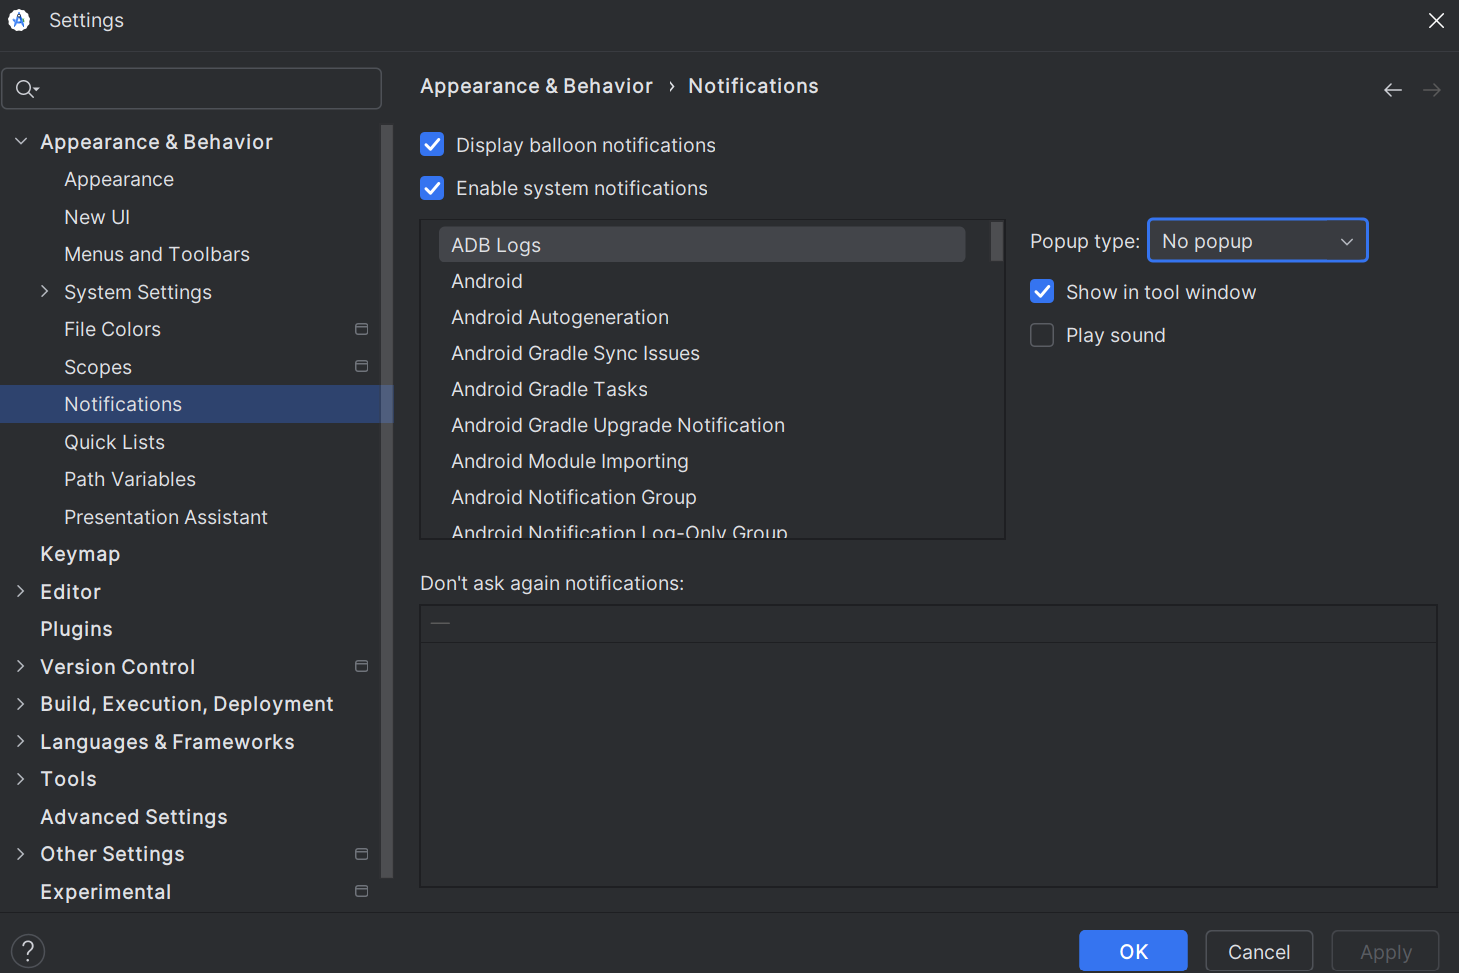 Settings
Appearance & Behavior
Appearance
New UI
Menus and Toolbars
System Settings
File Colors
Scopes
Notifications
Quick Lists
Path Variables
Presentation Assistant
Keymap
Editor
Plugins
Version Control
Build, Execution, Deployment
Languages & Frameworks
Tools
Advanced Settings
Other Settings
Experimental
Appearance & Behavior › Notifications
Display balloon notifications
Enable system notifications
ADB Logs
Android
Android Autogeneration
Android Gradle Sync Issues
Android Gradle Tasks
Android Gradle Upgrade Notification
Android Module Importing
Android Notification Group
Android Notification Log-Only Group
Popup type: No popup
Show in tool window
Play sound
Don't ask again notifications:
?
OK
Cancel
Apply